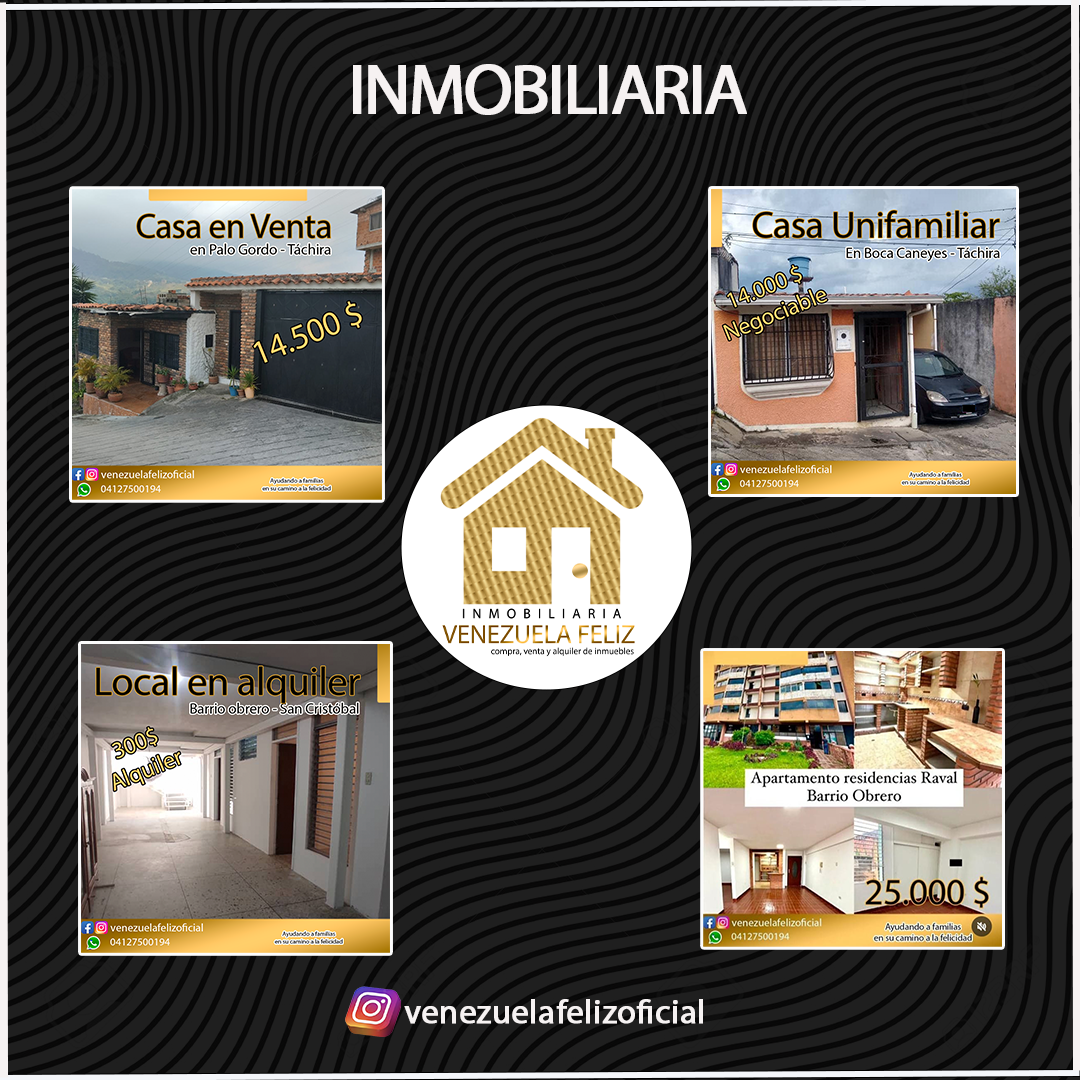 INMOBILIARIA
Casa en Venta
en Palo Gordo - Táchira
14.500 $
venezuelafelizoficial
04127500194
Ayudando a familias
en su camino a la felicidad
Casa Unifamiliar
En Boca Caneyes - Táchira
14.000 $
Negociable
venezuelafelizoficial
04127500194
Ayudando a familias
en su camino a la felicidad
INMOBILIARIA
VENEZUELA FELIZ
compra, venta y alquiler de inmuebles
Local en alquiler
Barrio obrero - San Cristóbal
300$
Alquiler
venezuelafelizoficial
04127500194
Ayudando a familias
en su camino a la felicidad
Apartamento residencias Raval
Barrio Obrero
25.000 $
venezuelafelizoficial
04127500194
Ayudando a familias
en su camino a la felicidad
venezuelafelizoficial